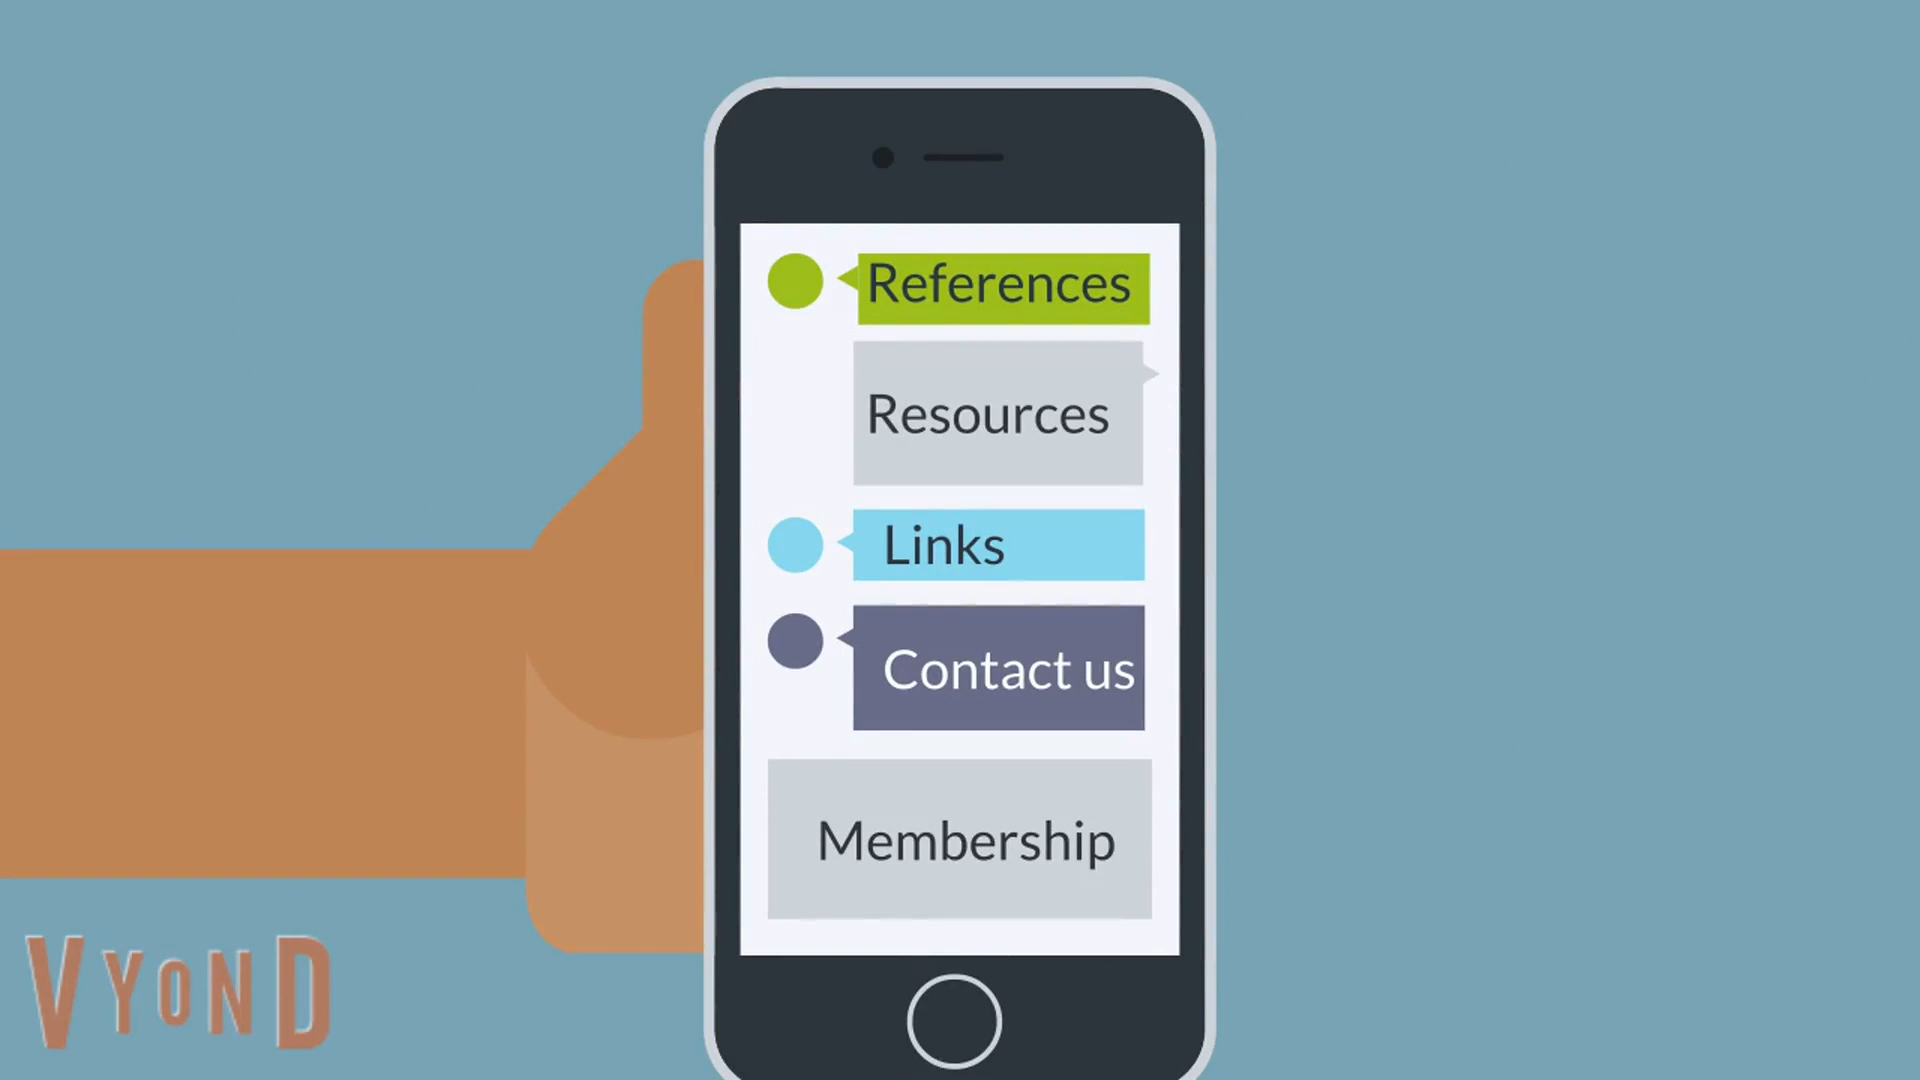 References
Resources
Links
Contact us
Membership
VYOND